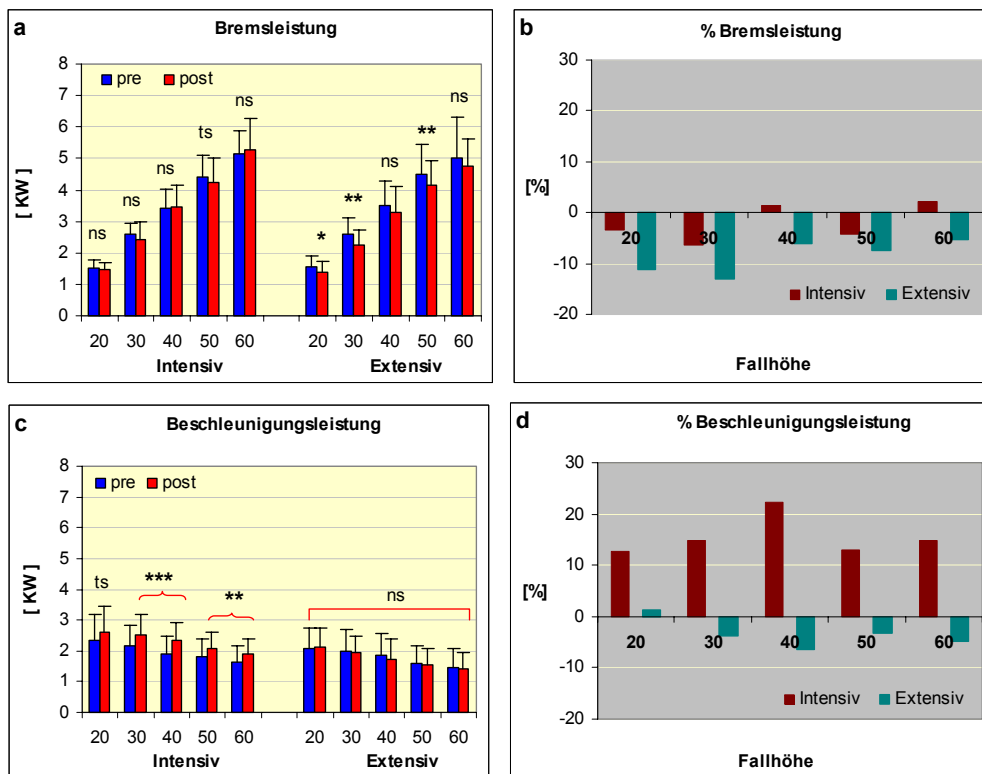 a
Bremsleistung
8
7
6
5
4
3
2
1
0
[ KW ]
pre post
ns ns ns ts ns * ** ns ** ns
20 30 40 50 60 20 30 40 50 60
Intensiv Extensiv
b
% Bremsleistung
30
20
10
0
-10
-20
[%]
20 30 40 50 60
Intensiv Extensiv
Fallhöhe
c
Beschleunigungsleistung
8
7
6
5
4
3
2
1
0
[ KW ]
pre post
ts *** ** ns
20 30 40 50 60 20 30 40 50 60
Intensiv Extensiv
d
% Beschleunigungsleistung
30
20
10
0
-10
-20
[%]
20 30 40 50 60
Intensiv Extensiv
Fallhöhe